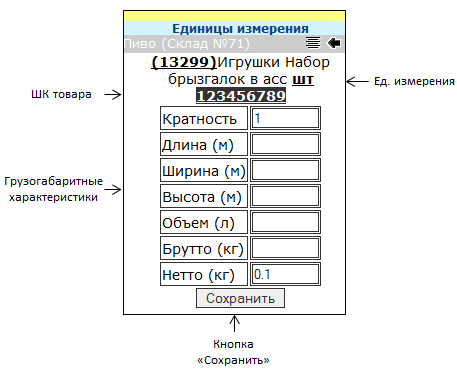 Единицы измерения
Пиво (Склад №71)
(13299)Игрушки Набор
брызгалок в асс шт
123456789
Ед. измерения
ШК товара
Кратность 1
Длина (м)
Ширина (м)
Грузогабаритные
характеристики
Высота (м)
Объем (л)
Брутто (кг)
Нетто (кг) 0.1
Сохранить
Кнопка
«Сохранить»